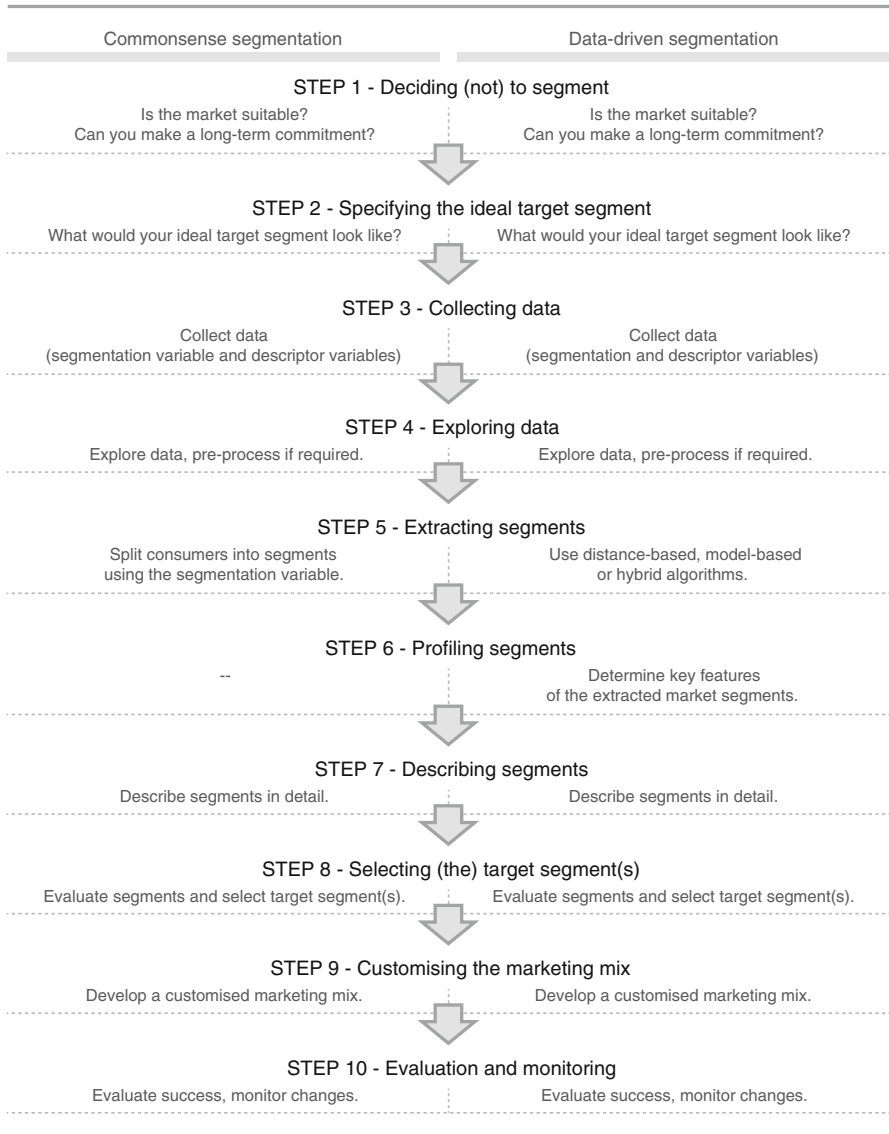 Commonsense segmentation
Data-driven segmentation
STEP 1 - Deciding (not) to segment
Is the market suitable?
Can you make a long-term commitment?
Is the market suitable?
Can you make a long-term commitment?
STEP 2 - Specifying the ideal target segment
What would your ideal target segment look like?
What would your ideal target segment look like?
STEP 3 - Collecting data
Collect data
(segmentation variable and descriptor variables)
Collect data
(segmentation and descriptor variables)
STEP 4 - Exploring data
Explore data, pre-process if required.
Explore data, pre-process if required.
STEP 5 - Extracting segments
Split consumers into segments
using the segmentation variable.
Use distance-based, model-based
or hybrid algorithms.
STEP 6 - Profiling segments
--
Determine key features
of the extracted market segments.
STEP 7 - Describing segments
Describe segments in detail.
Describe segments in detail.
STEP 8 - Selecting (the) target segment(s)
Evaluate segments and select target segment(s).
Evaluate segments and select target segment(s).
STEP 9 - Customising the marketing mix
Develop a customised marketing mix.
Develop a customised marketing mix.
STEP 10 - Evaluation and monitoring
Evaluate success, monitor changes.
Evaluate success, monitor changes.